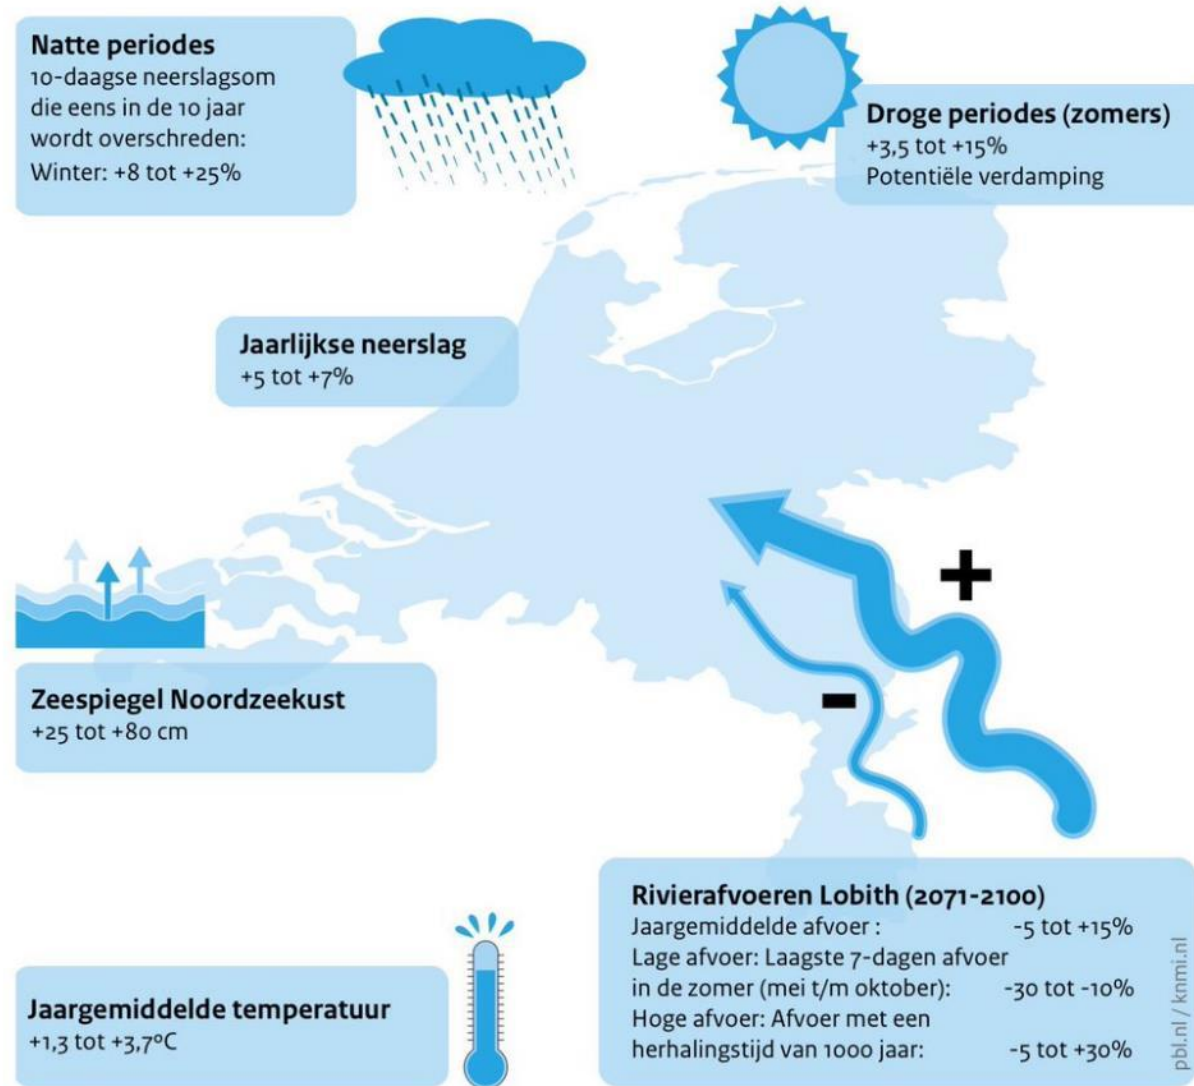 Natte periodes
10-daagse neerslagsom
die eens in de 10 jaar
wordt overschreden:
Winter: +8 tot +25%
Droge periodes (zomers)
+3,5 tot +15%
Potentiële verdamping
Jaarlijkse neerslag
+5 tot +7%
Zeespiegel Noordzeekust
+25 tot +80 cm
+
-
Jaargemiddelde temperatuur
+1,3 tot +3,7ºC
Rivierafvoeren Lobith (2071-2100)
Jaargemiddelde afvoer : -5 tot +15%
Lage afvoer: Laagste 7-dagen afvoer
in de zomer (mei t/m oktober): -30 tot -10%
Hoge afvoer: Afvoer met een
herhalingstijd van 1000 jaar: -5 tot +30%
pbl.nl / knmi.nl